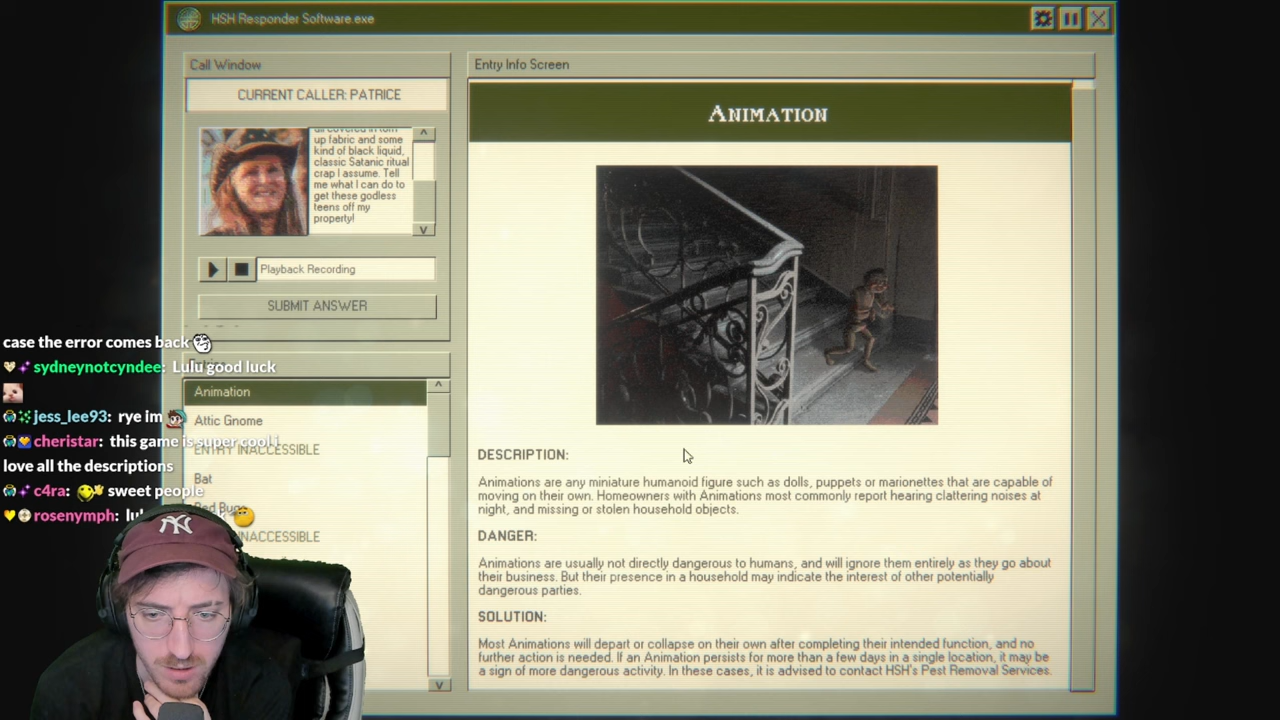 HSH Responder Software.exe
Call Window
CURRENT CALLER: PATRICE
up fabric and some
kind of black liquid,
classic Satanic ritual
crap I assume. Tell
me what I can do to
get these godless
teens off my
property!
Playback Recording
SUBMIT ANSWER
Animation
Attic Gnome
ENTRY INACCESSIBLE
Bat
Bed Bugs
INACCESSIBLE
Entry Info Screen
ANIMATION
DESCRIPTION:
Animations are any miniature humanoid figure such as dolls, puppets or marionettes that are capable of
moving on their own. Homeowners with Animations most commonly report hearing clattering noises at
night, and missing or stolen household objects.
DANGER:
Animations are usually not directly dangerous to humans, and will ignore them entirely as they go about
their business. But their presence in a household may indicate the interest of other potentially
dangerous parties.
SOLUTION:
Most Animations will depart or collapse on their own after completing their intended function, and no
further action is needed. If an Animation persists for more than a few days in a single location, it may be
a sign of more dangerous activity. In these cases, it is advised to contact HSH's Pest Removal Services.
case the error comes back
sydneynotcyndee: Lulu good luck
jess_lee93: rye im
cheristar: this game is super cool i
love all the descriptions
c4ra: sweet people
rosenymph: